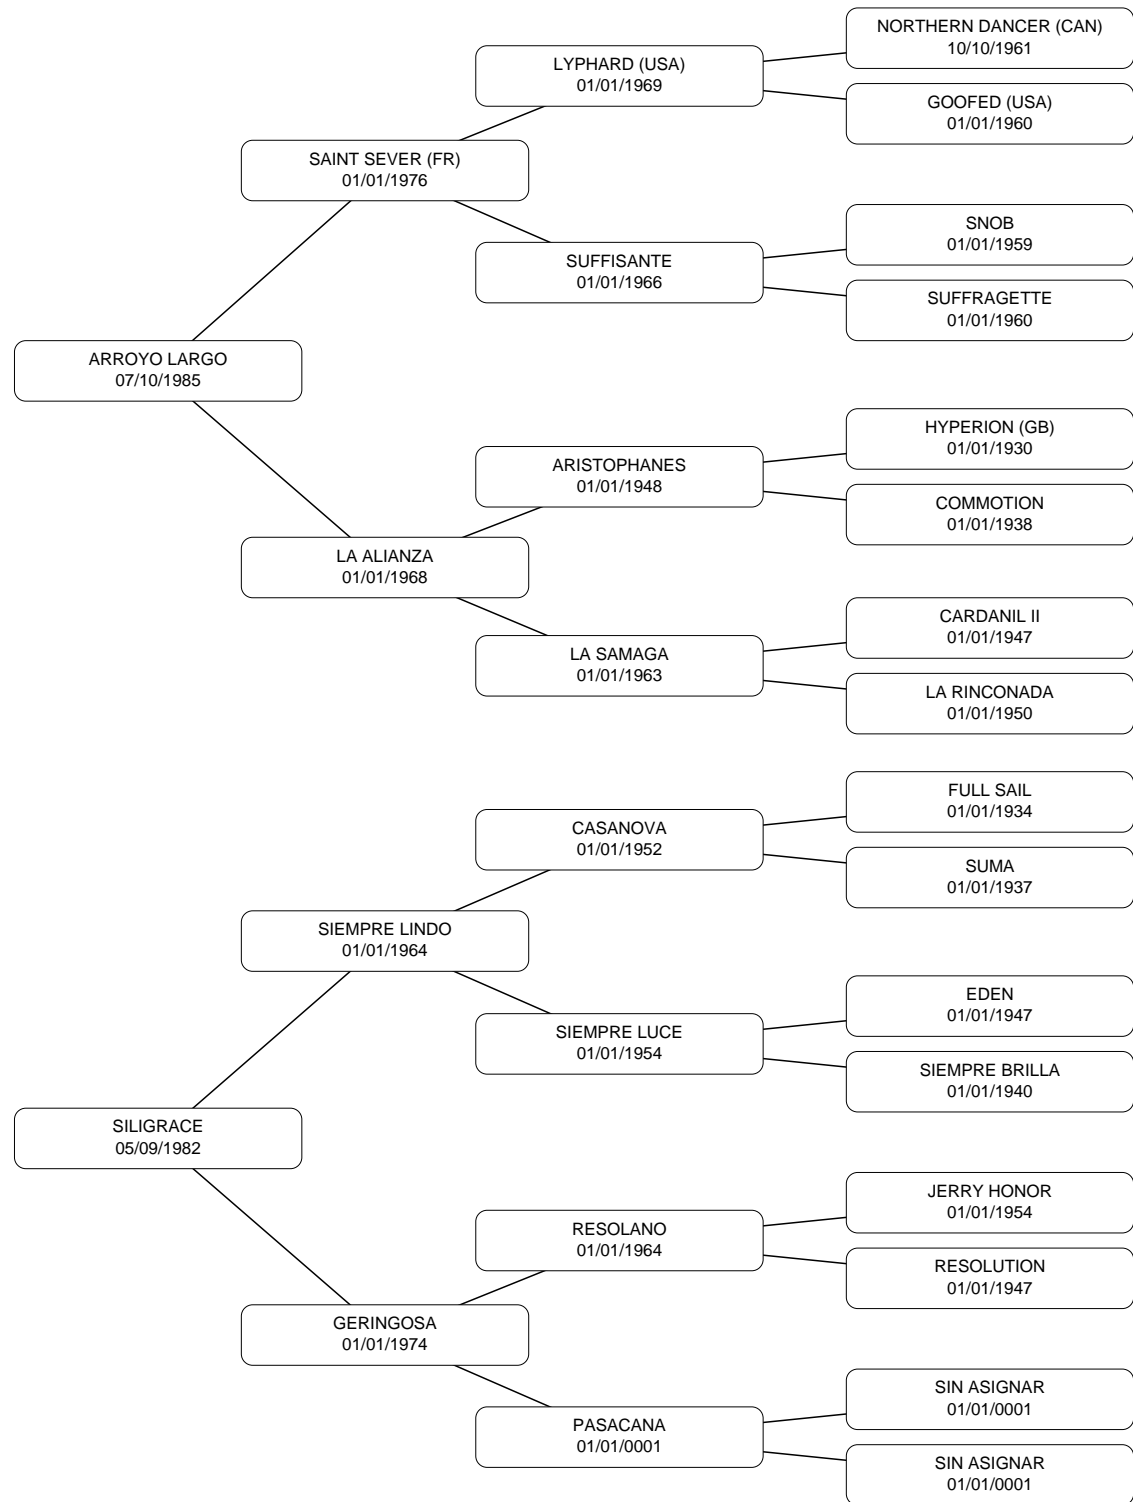 NORTHERN DANCER (CAN)
10/10/1961
LYPHARD (USA)
01/01/1969
GOOFED (USA)
01/01/1960
SAINT SEVER (FR)
01/01/1976
SNOB
01/01/1959
SUFFISANTE
01/01/1966
SUFFRAGETTE
01/01/1960
ARROYO LARGO
07/10/1985
HYPERION (GB)
01/01/1930
ARISTOPHANES
01/01/1948
COMMOTION
01/01/1938
LA ALIANZA
01/01/1968
CARDANIL II
01/01/1947
LA SAMAGA
01/01/1963
LA RINCONADA
01/01/1950
FULL SAIL
01/01/1934
CASANOVA
01/01/1952
SUMA
01/01/1937
SIEMPRE LINDO
01/01/1964
EDEN
01/01/1947
SIEMPRE LUCE
01/01/1954
SIEMPRE BRILLA
01/01/1940
SILIGRACE
05/09/1982
JERRY HONOR
01/01/1954
RESOLANO
01/01/1964
RESOLUTION
01/01/1947
GERINGOSA
01/01/1974
SIN ASIGNAR
01/01/0001
PASACANA
01/01/0001
SIN ASIGNAR
01/01/0001